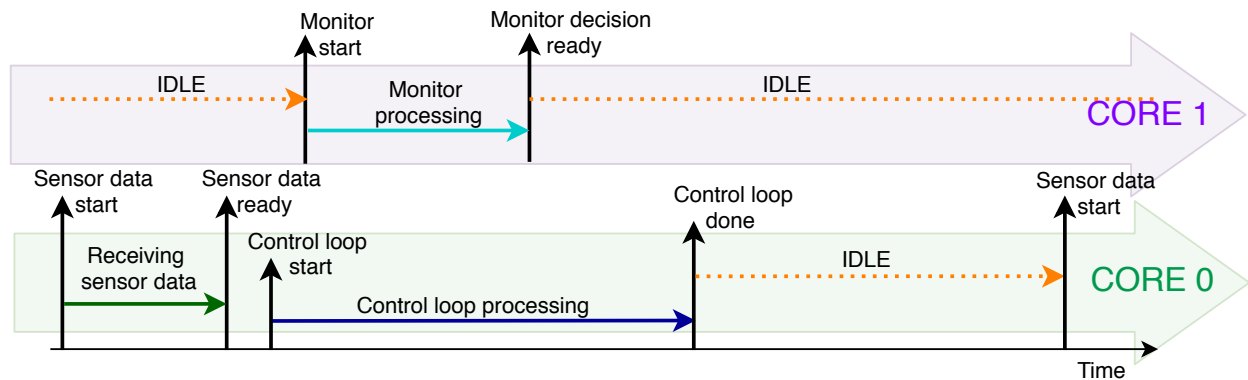 Monitor
start
Monitor decision
ready
IDLE
Monitor
processing
IDLE
CORE 1
Sensor data
start
Sensor data
ready
Control loop
start
Control loop
done
Sensor data
start
Receiving
sensor data
Control loop processing
IDLE
CORE 0
Time